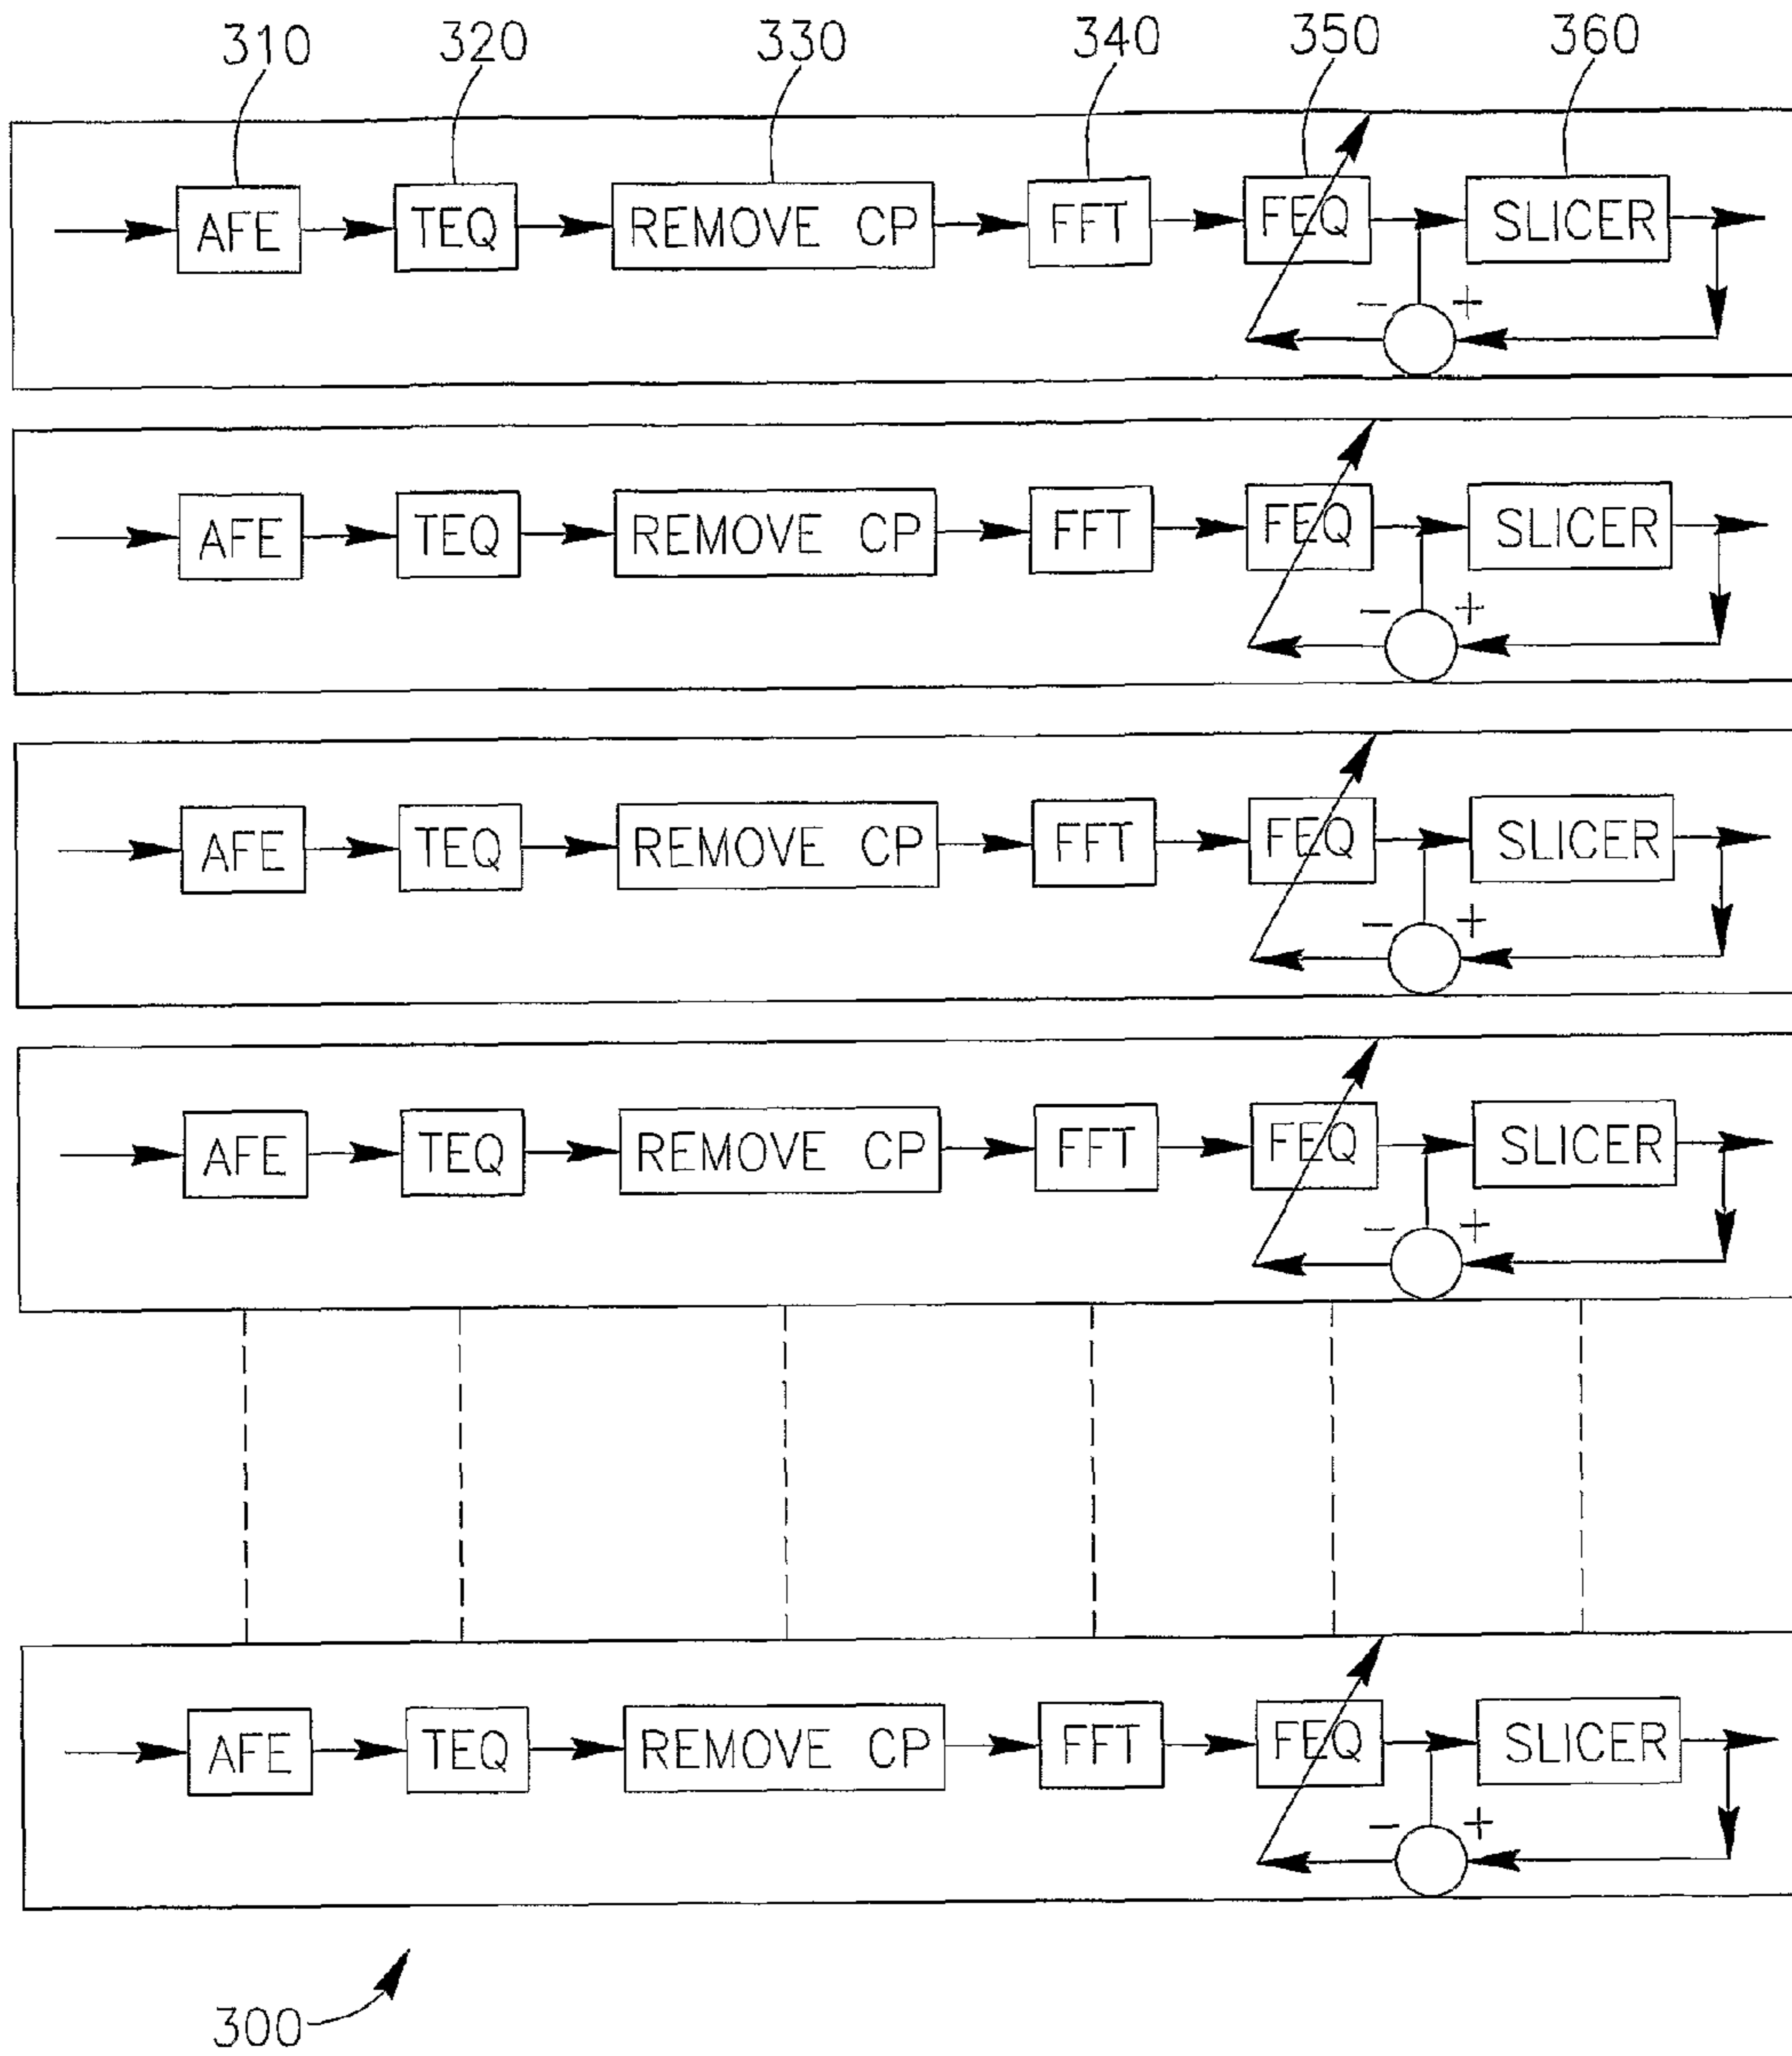 310 320 330 340 350 360
AFE TEQ REMOVE CP FFT FEQ SLICER
− +
AFE TEQ REMOVE CP FFT FEQ SLICER
− +
AFE TEQ REMOVE CP FFT FEQ SLICER
− +
AFE TEQ REMOVE CP FFT FEQ SLICER
− +
AFE TEQ REMOVE CP FFT FEQ SLICER
− +
300